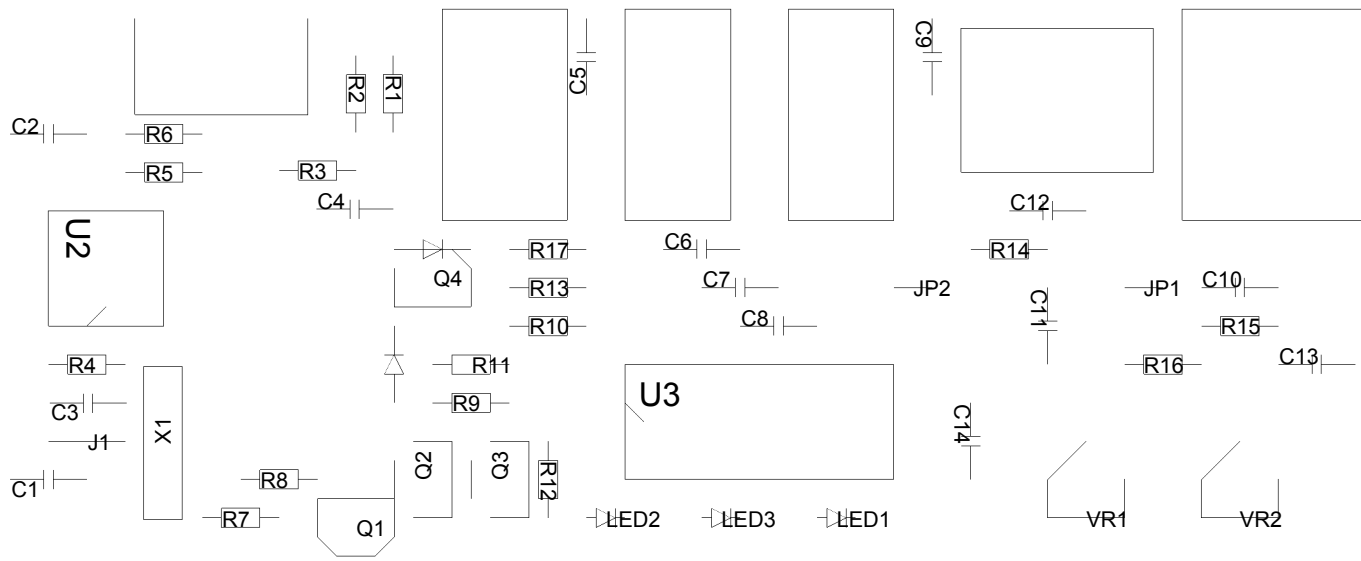 C5
C9
R2
R1
C2
R6
R5
R3
C4
C12
U2
R17
C6
R14
Q4
R13
C7
JP2
JP1
C10
C11
R10
C8
R15
R4
R11
R16
C13
C3
R9
U3
J1
X1
C14
Q2
Q3
R12
C1
R8
R7
Q1
LED2
LED3
LED1
VR1
VR2